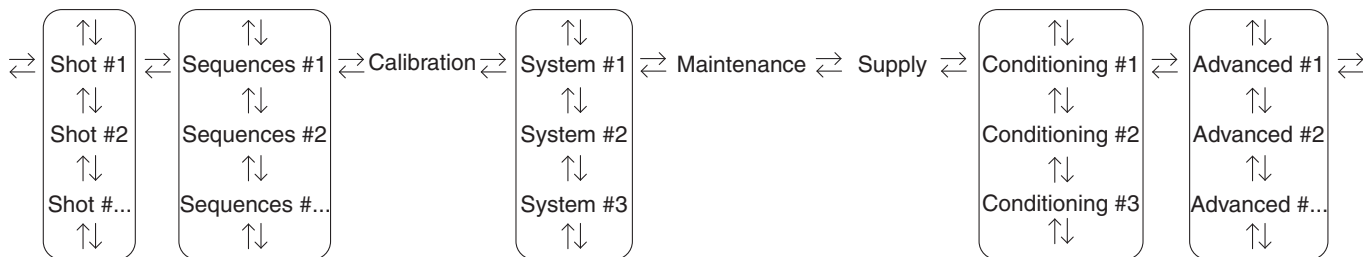 Shot #1 Sequences #1 Calibration System #1 Maintenance Supply Conditioning #1 Advanced #1
Shot #2 Sequences #2 System #2 Conditioning #2 Advanced #2
Shot #... Sequences #... System #3 Conditioning #3 Advanced #...